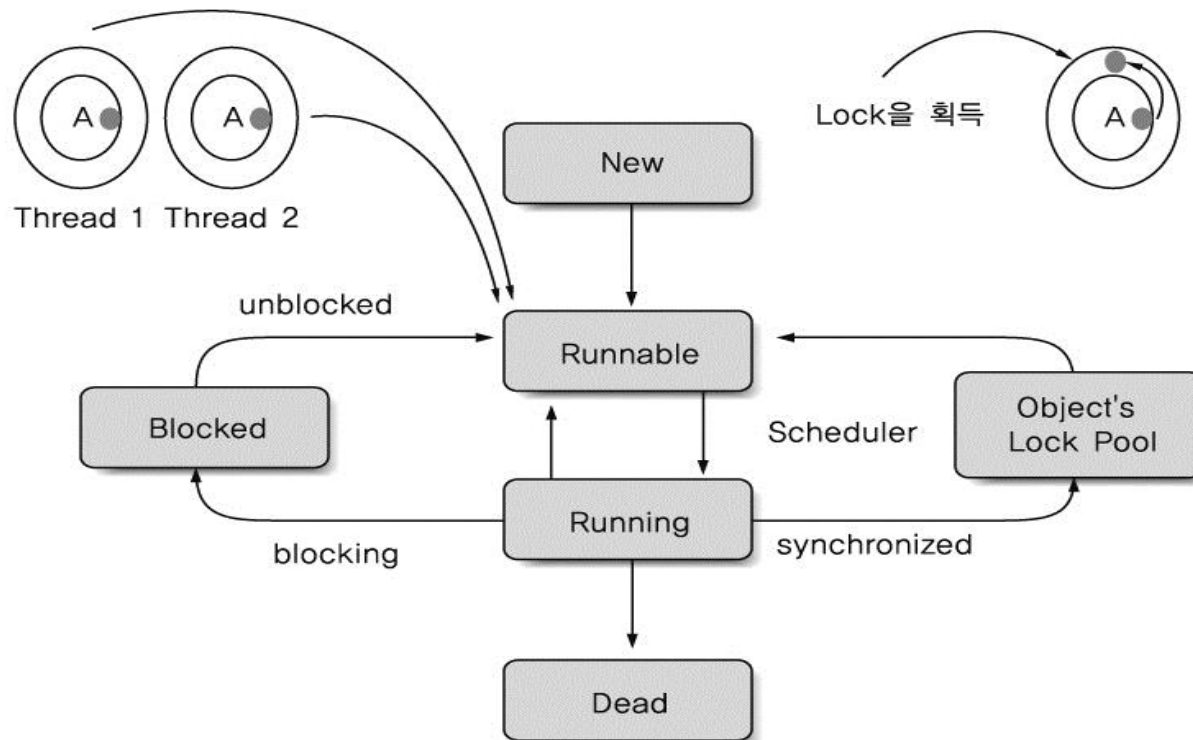 A
A
Lock을 획득
A
New
Thread 1
Thread 2
unblocked
Runnable
Blocked
Scheduler
Object's
Lock Pool
Running
blocking
synchronized
Dead